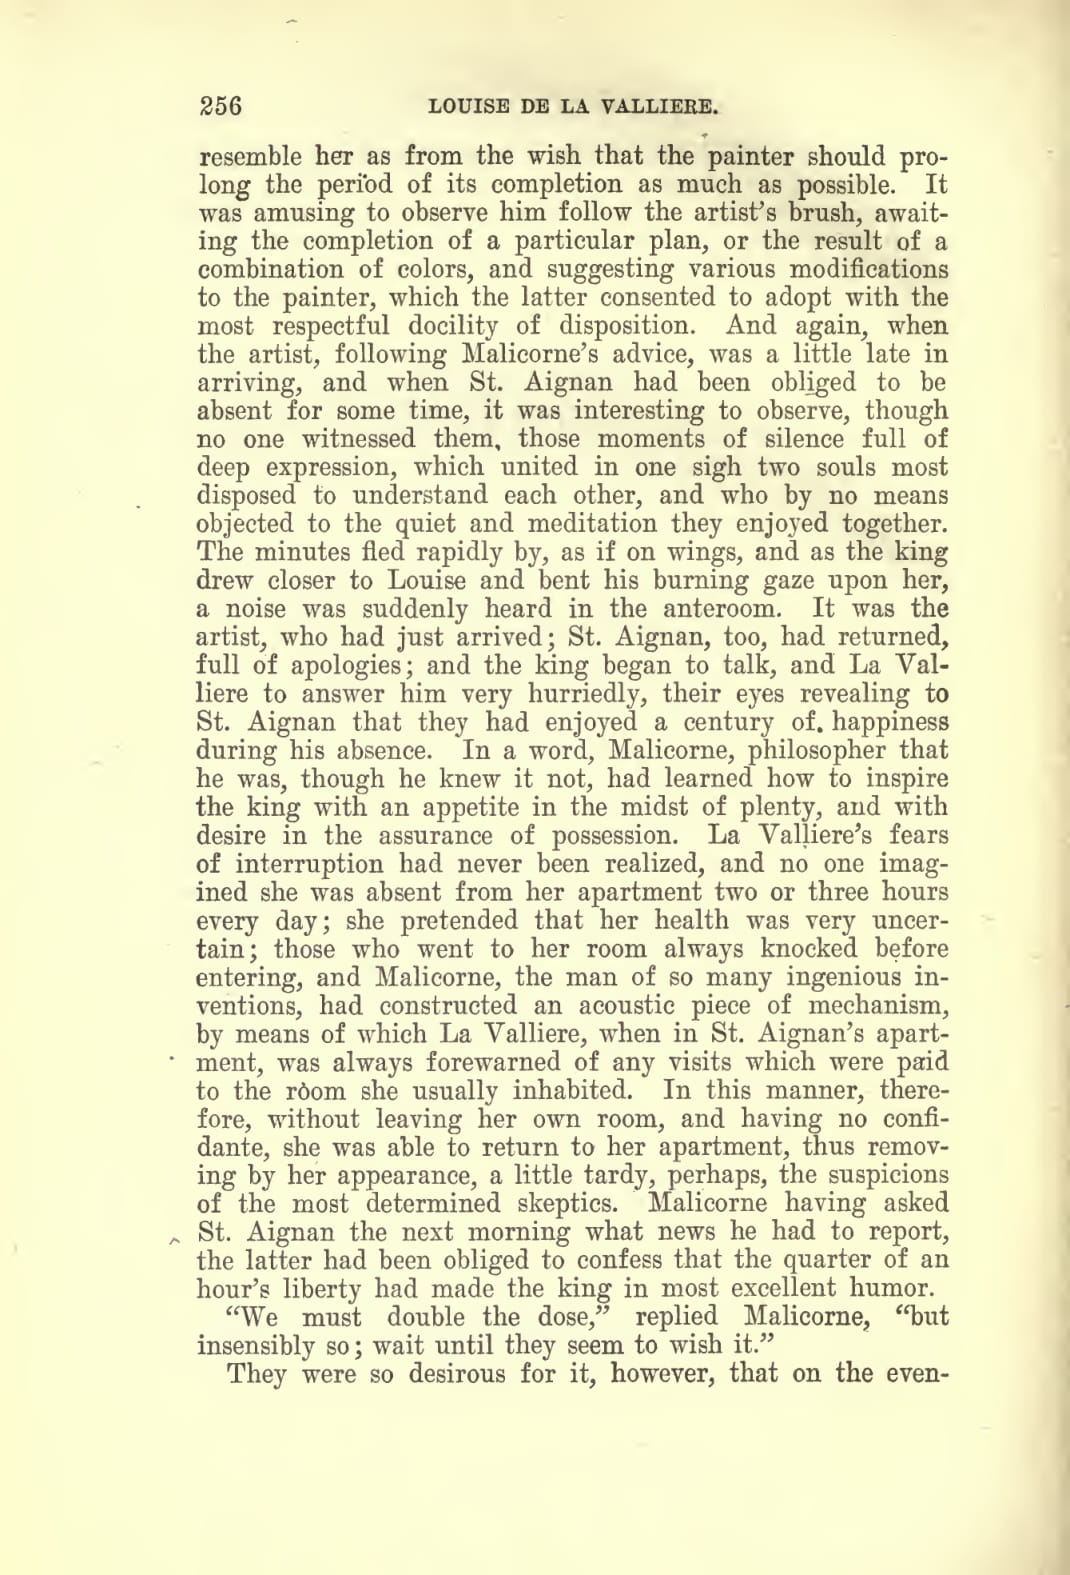 256 LOUISE DE LA VALLIERE.
resemble her as from the wish that the painter should pro-
long the period of its completion as much as possible. It
was amusing to observe him follow the artist's brush, await-
ing the completion of a particular plan, or the result of a
combination of colors, and suggesting various modifications
to the painter, which the latter consented to adopt with the
most respectful docility of disposition. And again, when
the artist, following Malicorne's advice, was a little late in
arriving, and when St. Aignan had been obliged to be
absent for some time, it was interesting to observe, though
no one witnessed them, those moments of silence full of
deep expression, which united in one sigh two souls most
disposed to understand each other, and who by no means
objected to the quiet and meditation they enjoyed together.
The minutes fled rapidly by, as if on wings, and as the king
drew closer to Louise and bent his burning gaze upon her,
a noise was suddenly heard in the anteroom. It was the
artist, who had just arrived; St. Aignan, too, had returned,
full of apologies; and the king began to talk, and La Val-
liere to answer him very hurriedly, their eyes revealing to
St. Aignan that they had enjoyed a century of happiness
during his absence. In a word, Malicorne, philosopher that
he was, though he knew it not, had learned how to inspire
the king with an appetite in the midst of plenty, and with
desire in the assurance of possession. La Valliere's fears
of interruption had never been realized, and no one imag-
ined she was absent from her apartment two or three hours
every day; she pretended that her health was very uncer-
tain; those who went to her room always knocked before
entering, and Malicorne, the man of so many ingenious in-
ventions, had constructed an acoustic piece of mechanism,
by means of which La Valliere, when in St. Aignan's apart-
ment, was always forewarned of any visits which were paid
to the room she usually inhabited. In this manner, there-
fore, without leaving her own room, and having no confi-
dante, she was able to return to her apartment, thus remov-
ing by her appearance, a little tardy, perhaps, the suspicions
of the most determined skeptics. Malicorne having asked
St. Aignan the next morning what news he had to report,
the latter had been obliged to confess that the quarter of an
hour's liberty had made the king in most excellent humor.
“We must double the dose,” replied Malicorne, “but
insensibly so; wait until they seem to wish it.”
They were so desirous for it, however, that on the even-